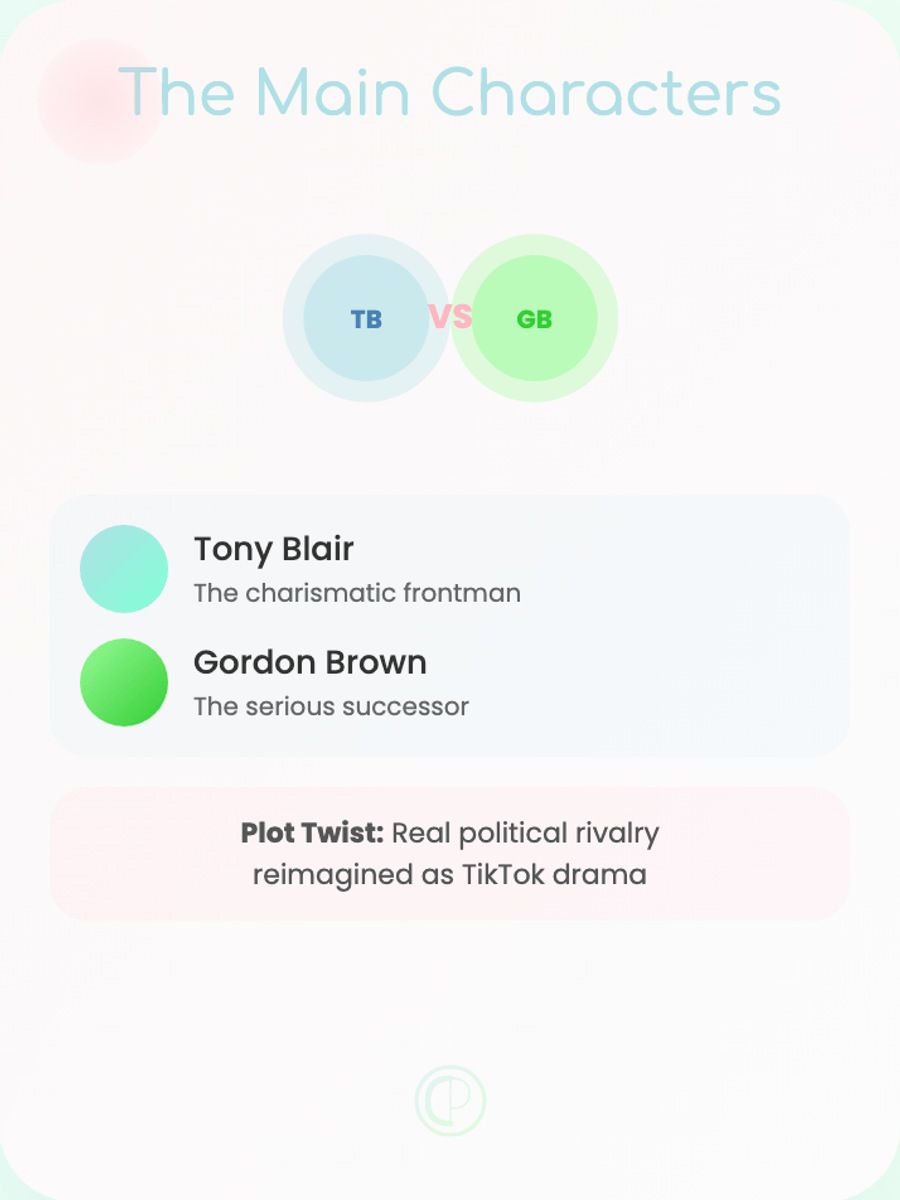 The Main Characters
TB VS GB
Tony Blair
The charismatic frontman
Gordon Brown
The serious successor
Plot Twist: Real political rivalry
reimagined as TikTok drama
CP